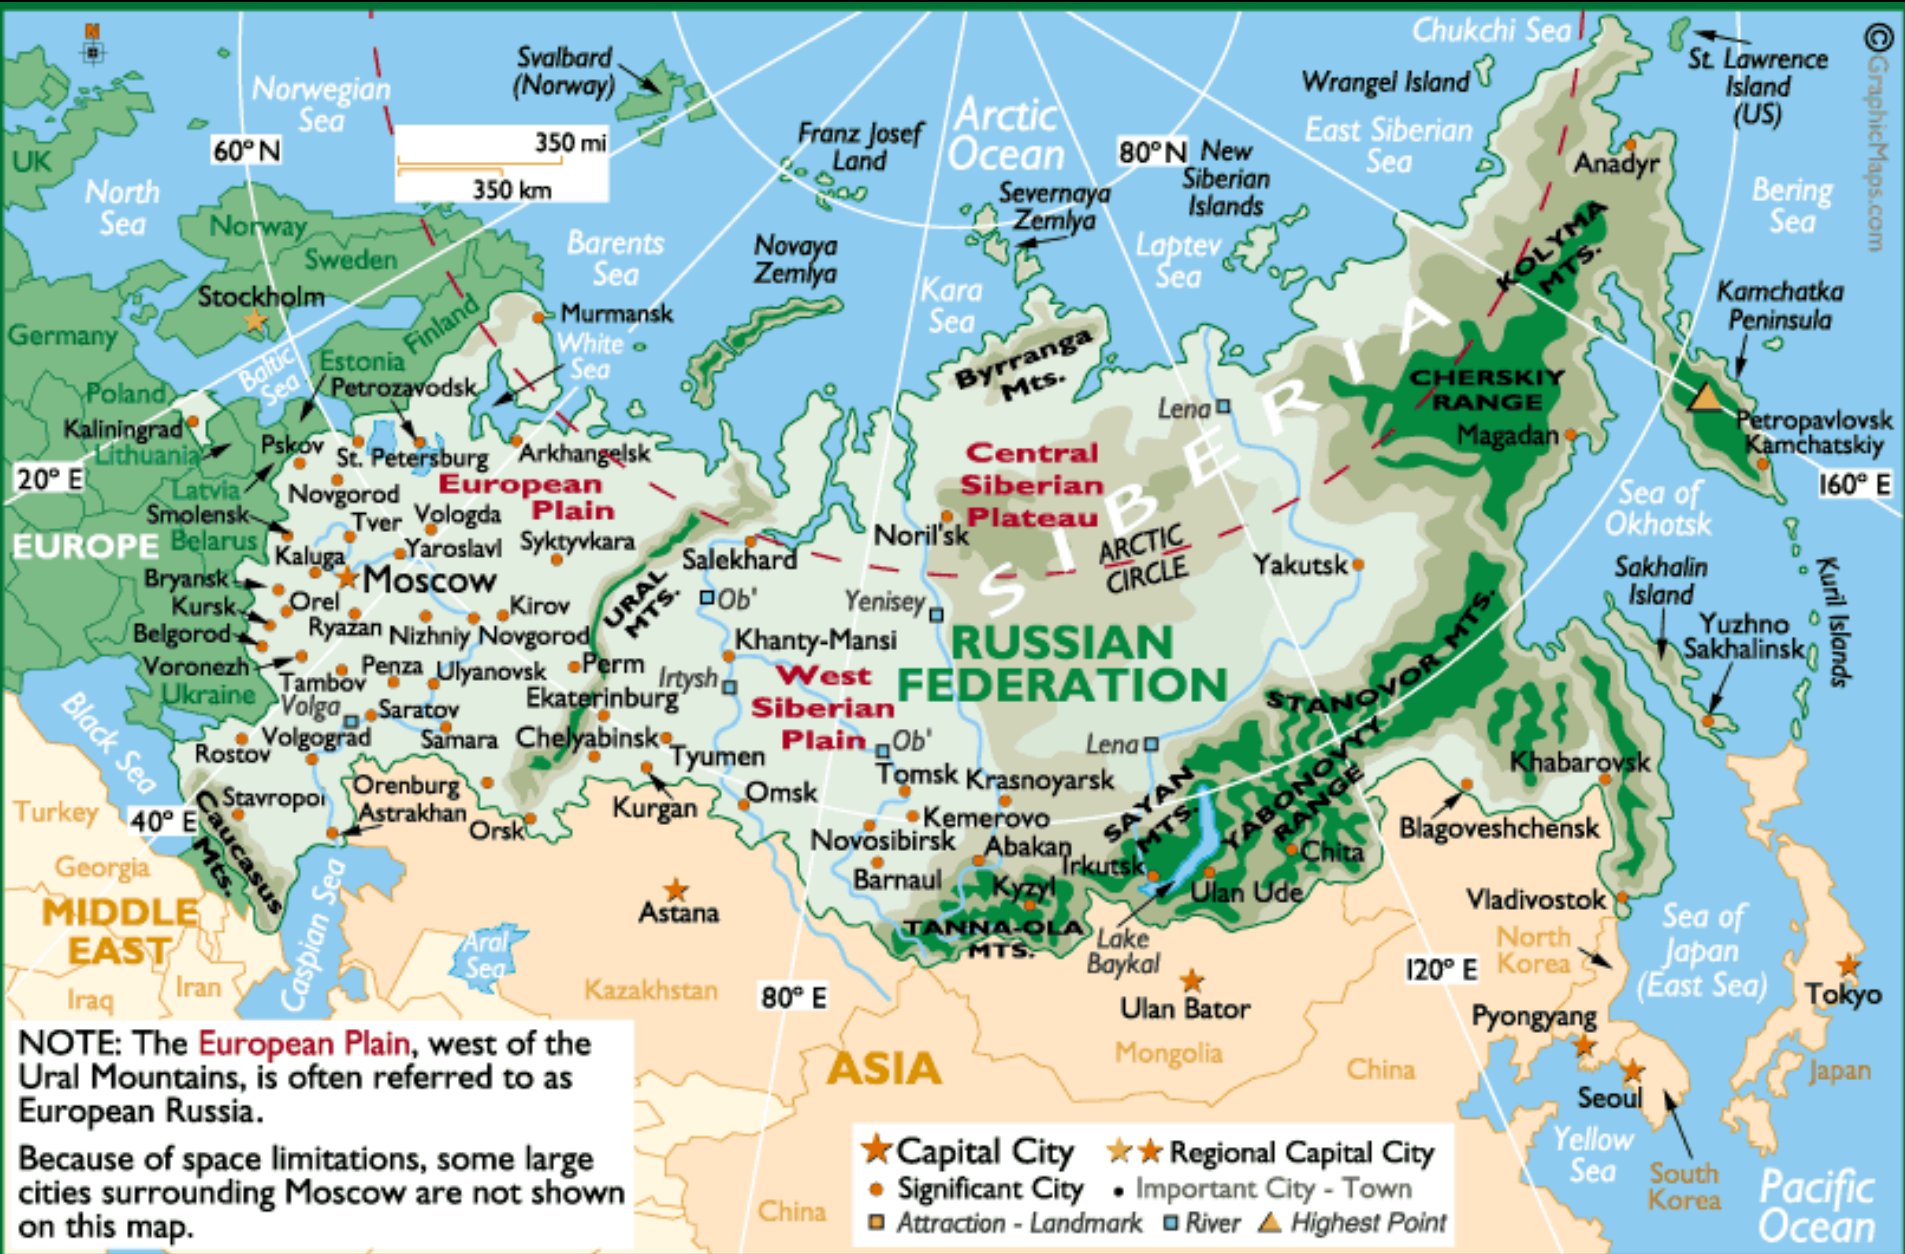 N
Chukchi Sea
St. Lawrence
Island
(US)
©GraphicMaps.com
Svalbard
(Norway)
Wrangel Island
Norwegian
Sea
Arctic
Ocean
Franz Josef
Land
East Siberian
Sea
350 mi
350 km
60° N
80° N
New
Siberian
Islands
UK
Anadyr
North
Sea
Severnaya
Zemlya
Bering
Sea
Norway
Sweden
Barents
Sea
Novaya
Zemlya
Laptev
Sea
KOLYMA
MTS.
Kara
Sea
Kamchatka
Peninsula
Stockholm
Finland
Murmansk
Germany
White
Sea
Baltic
Sea
Estonia
Byrranga
Mts.
SIBERIA
Petrozavodsk
Poland
CHERSKIY
RANGE
Lena
Kaliningrad
Lithuania
Pskov
St. Petersburg
Arkhangelsk
Petropavlovsk
Kamchatskiy
Magadan
20° E
160° E
European
Plain
Central
Siberian
Plateau
Latvia
Novgorod
Smolensk
Tver
Vologda
Sea of
Okhotsk
EUROPE
Belarus
Kaluga
Yaroslavl
Syktyvkara
Noril'sk
ARCTIC
CIRCLE
Salekhard
Yakutsk
Bryansk
Moscow
Sakhalin
Island
Kuril Islands
Kursk
Orel
Kirov
URAL
MTS.
Ob'
Yenisey
Belgorod
Ryazan
Nizhniy Novgorod
Khanty-Mansi
RUSSIAN
FEDERATION
Yuzhno
Sakhalinsk
Voronezh
Penza
Ulyanovsk
Perm
Irtysh
STANOVOR MTS.
Ukraine
Tambov
Ekaterinburg
West
Siberian
Plain
Volga
Saratov
Black Sea
Rostov
Volgograd
Samara
Chelyabinsk
Tyumen
Ob'
Lena
Khabarovsk
Tomsk
Krasnoyarsk
YABONOVYY
RANGE
SAYAN
MTS.
Orenburg
Astrakhan
Stavropol
Omsk
Kurgan
Turkey
40° E
Orsk
Kemerovo
Novosibirsk
Blagoveshchensk
Caucasus
Mts.
Abakan
Irkutsk
Chita
Georgia
Barnaul
Kyzyl
Ulan Ude
Astana
Vladivostok
MIDDLE
EAST
TANNA-OLA
MTS.
Lake
Baykal
North
Korea
Sea of
Japan
(East Sea)
Caspian Sea
Aral
Sea
120° E
Iraq
Iran
Kazakhstan
80° E
Ulan Bator
Tokyo
Pyongyang
ASIA
Mongolia
China
Japan
Seoul
Yellow
Sea
South
Korea
Pacific
Ocean
China
NOTE: The European Plain, west of the
Ural Mountains, is often referred to as
European Russia.
Because of space limitations, some large
cities surrounding Moscow are not shown
on this map.
Capital City
Regional Capital City
Significant City
Important City - Town
Attraction - Landmark
River
Highest Point